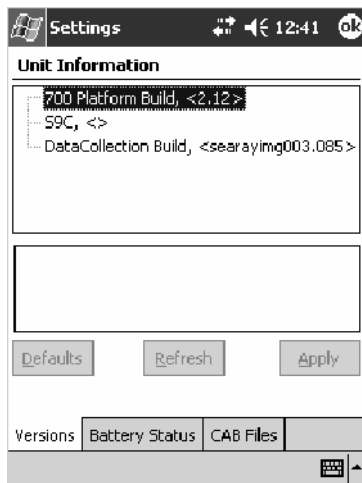 Settings 12:41 ok
Unit Information
700 Platform Build, <2.12>
S9C, <>
DataCollection Build, <searayimg003.085>
Defaults Refresh Apply
Versions Battery Status CAB Files